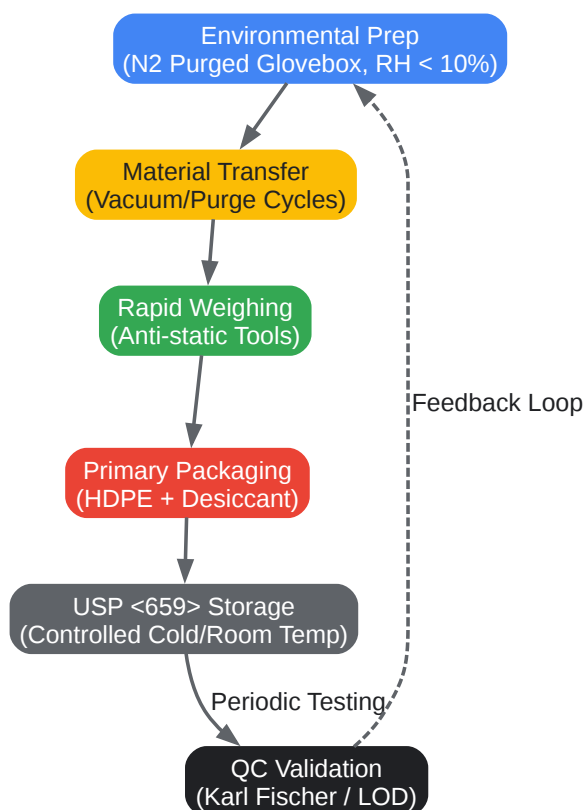 Environmental Prep
(N2 Purged Glovebox, RH < 10%)
Material Transfer
(Vacuum/Purge Cycles)
Rapid Weighing
(Anti-static Tools)
Feedback Loop
Primary Packaging
(HDPE + Desiccant)
USP <659> Storage
(Controlled Cold/Room Temp)
Periodic Testing
QC Validation
(Karl Fischer / LOD)